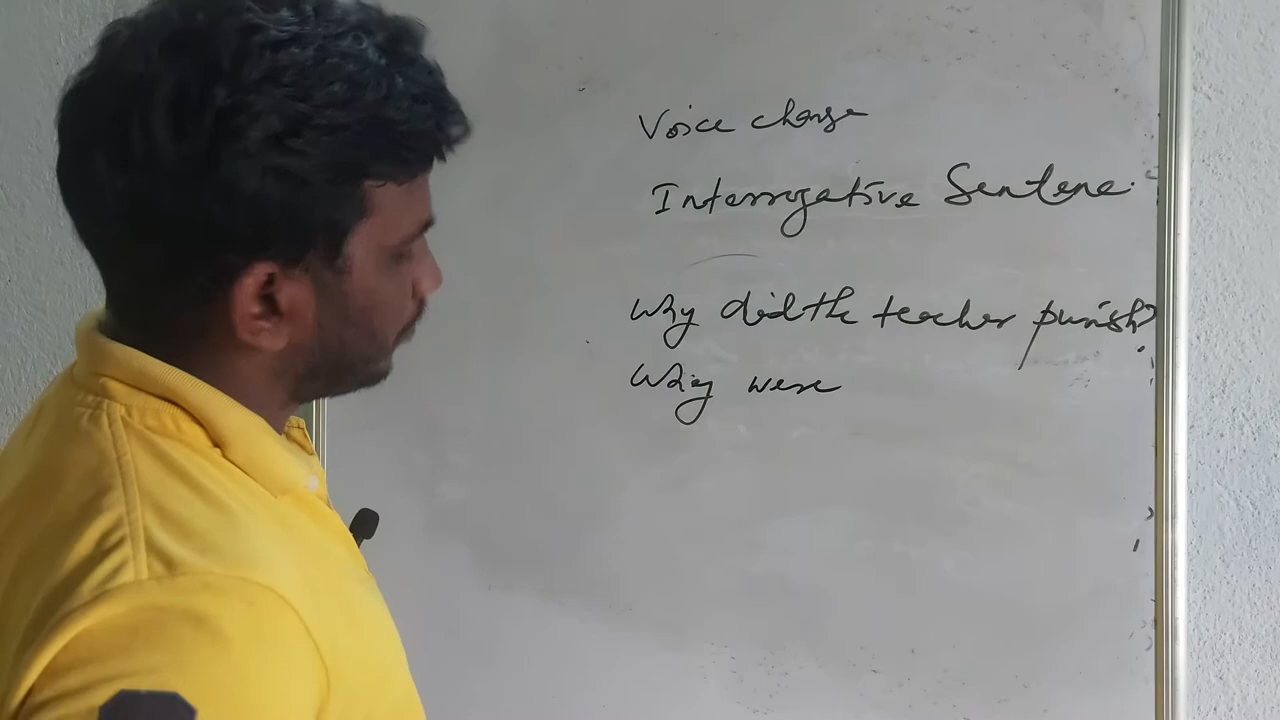 Voice change
Interrogative Sentence.
Why did the teacher punish?
Why were